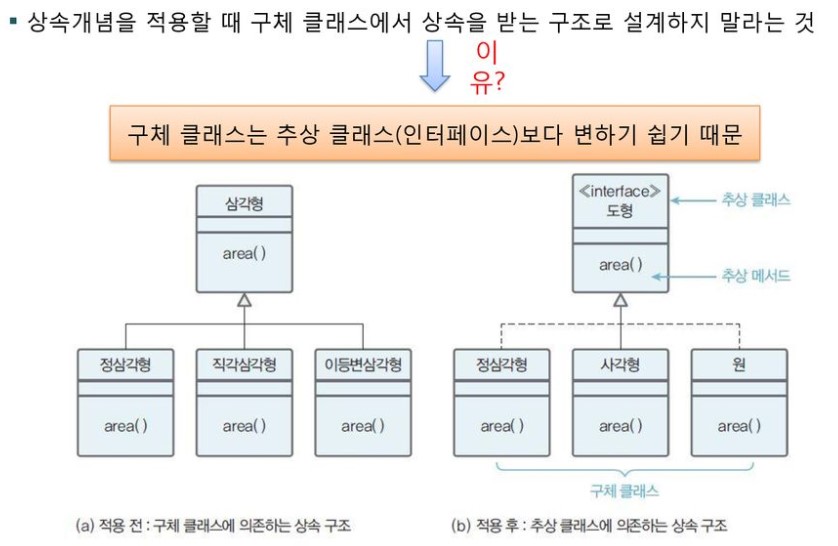 ▪ 상속개념을 적용할 때 구체 클래스에서 상속을 받는 구조로 설계하지 말라는 것
이
유?
구체 클래스는 추상 클래스(인터페이스)보다 변하기 쉽기 때문
삼각형
area( )
정삼각형
area( )
직각삼각형
area( )
이등변삼각형
area( )
(a) 적용 전 : 구체 클래스에 의존하는 상속 구조
≪interface≫
도형
area( )
추상 클래스
추상 메서드
정삼각형
area( )
사각형
area( )
원
area( )
구체 클래스
(b) 적용 후 : 추상 클래스에 의존하는 상속 구조